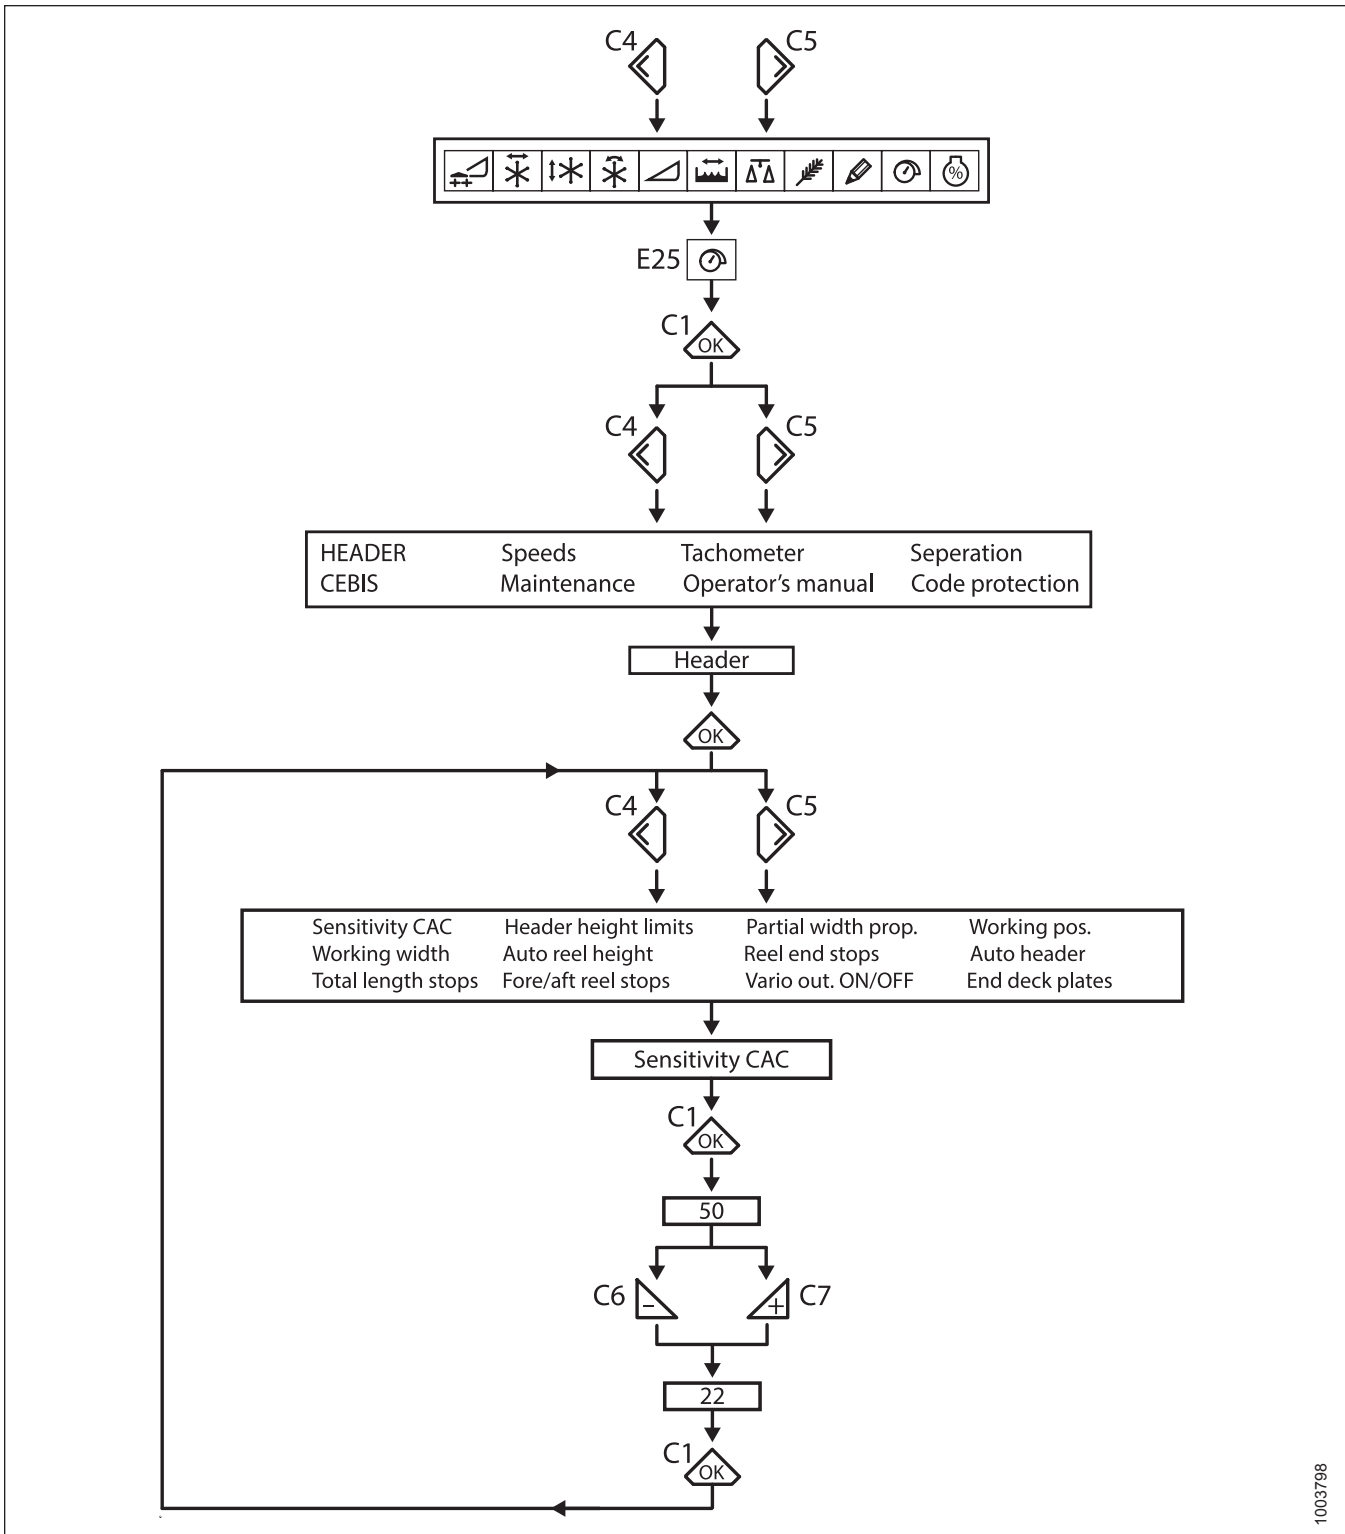 C4 C5
%
E25
C1
OK
C4 C5
HEADER Speeds Tachometer Seperation
CEBIS Maintenance Operator's manual Code protection
Header
OK
C4 C5
Sensitivity CAC Header height limits Partial width prop. Working pos.
Working width Auto reel height Reel end stops Auto header
Total length stops Fore/aft reel stops Vario out. ON/OFF End deck plates
Sensitivity CAC
C1
OK
50
C6 - + C7
22
C1
OK
1003798